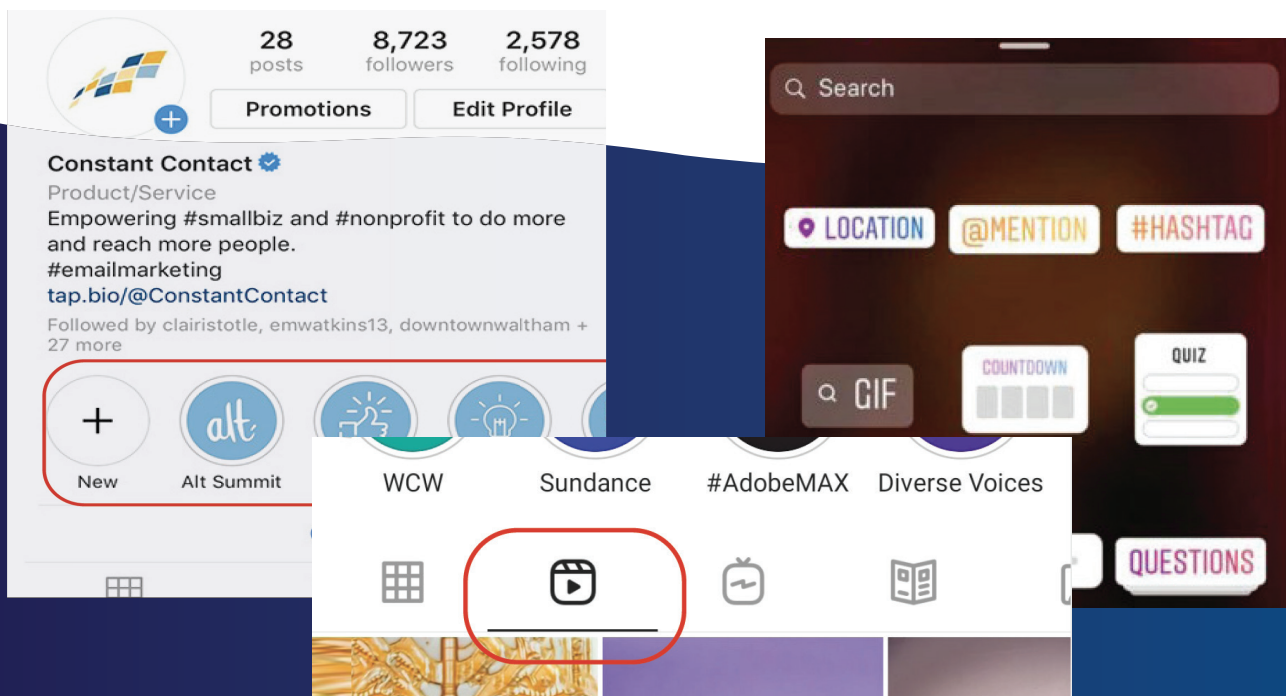 28 8,723 2,578
posts followers following
Promotions Edit Profile
Constant Contact
Product/Service
Empowering #smallbiz and #nonprofit to do more
and reach more people.
#emailmarketing
tap.bio/@ConstantContact
Followed by clairistotle, emwatkins13, downtownwaltham +
27 more
alt
New Alt Summit
Search
LOCATION @MENTION #HASHTAG
GIF COUNTDOWN QUIZ
QUESTIONS
WCW Sundance #AdobeMAX Diverse Voices